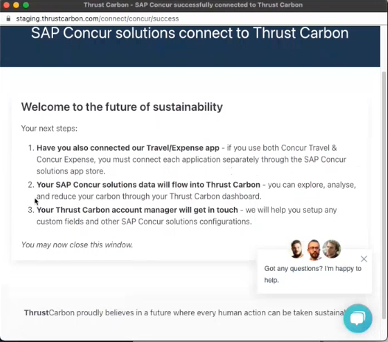 Thrust Carbon - SAP Concur successfully connected to Thrust Carbon
staging.thrustcarbon.com/connect/concur/success
SAP Concur solutions connect to Thrust Carbon
Welcome to the future of sustainability
Your next steps:
1. Have you also connected our Travel/Expense app - if you use both Concur Travel &
Concur Expense, you must connect each application separately through the SAP Concur
solutions app store.
2. Your SAP Concur solutions data will flow into Thrust Carbon - you can explore, analyse,
and reduce your carbon through your Thrust Carbon dashboard.
3. Your Thrust Carbon account manager will get in touch - we will help you setup any
custom fields and other SAP Concur solutions configurations.
You may now close this window.
Got any questions? I'm happy to
help.
ThrustCarbon proudly believes in a future where every human action can be taken